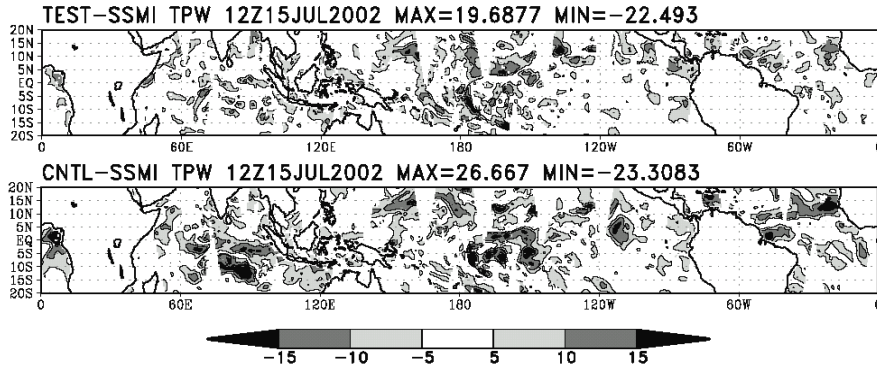 TEST-SSMI TPW 12Z15JUL2002 MAX=19.6877 MIN=-22.493
20N
15N
10N
5N
EQ
5S
10S
15S
20S
0 60E 120E 180 120W 60W 0
CNTL-SSMI TPW 12Z15JUL2002 MAX=26.667 MIN=-23.3083
20N
15N
10N
5N
EQ
5S
10S
15S
20S
0 60E 120E 180 120W 60W 0
-15 -10 -5 5 10 15